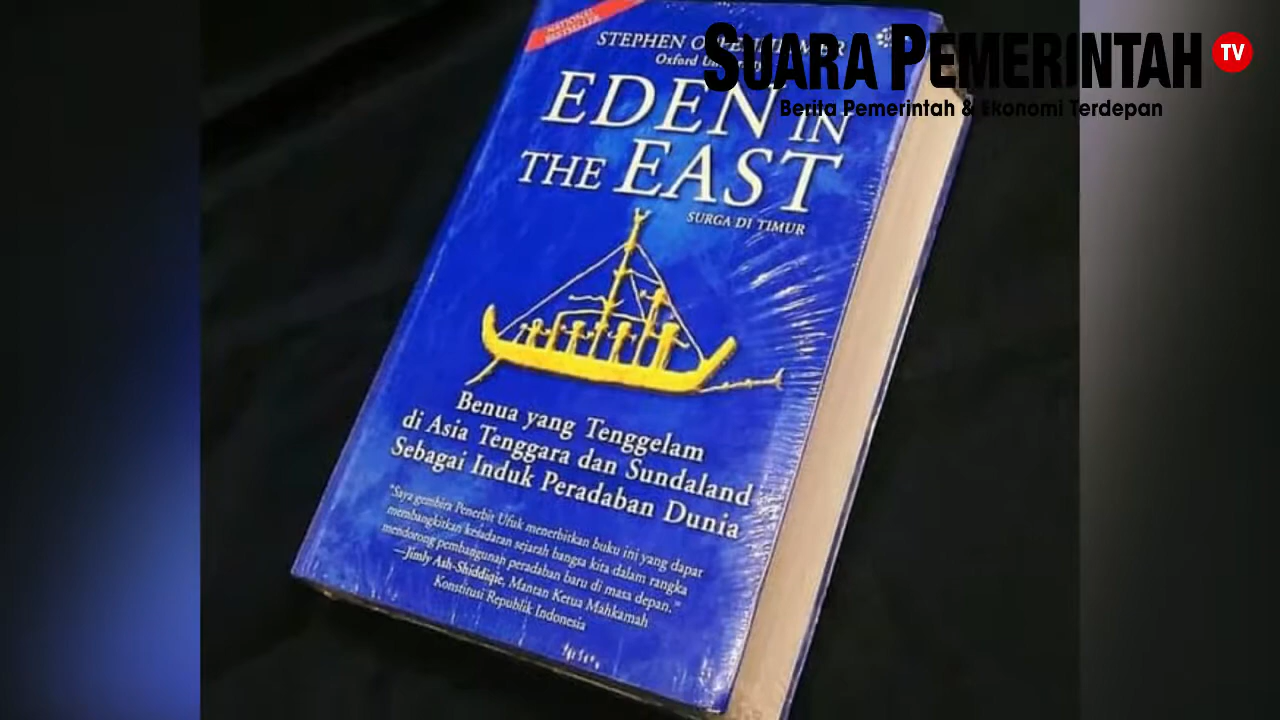 NATIONAL
BESTSELLER
STEPHEN OPPENHEIMER
Oxford University
EDEN IN
THE EAST
SURGA DI TIMUR
Benua yang Tenggelam
di Asia Tenggara dan Sundaland
Sebagai Induk Peradaban Dunia
"Saya gembira Penerbit Ufuk menerbitkan buku ini yang dapat
membangkitkan kesadaran sejarah bangsa kita dalam rangka
mendorong pembangunan peradaban baru di masa depan."
—Jimly Ash-Shiddiqie, Mantan Ketua Mahkamah
Konstitusi Republik Indonesia
SUARA PEMERINTAH TV
Berita Pemerintah & Ekonomi Terdepan